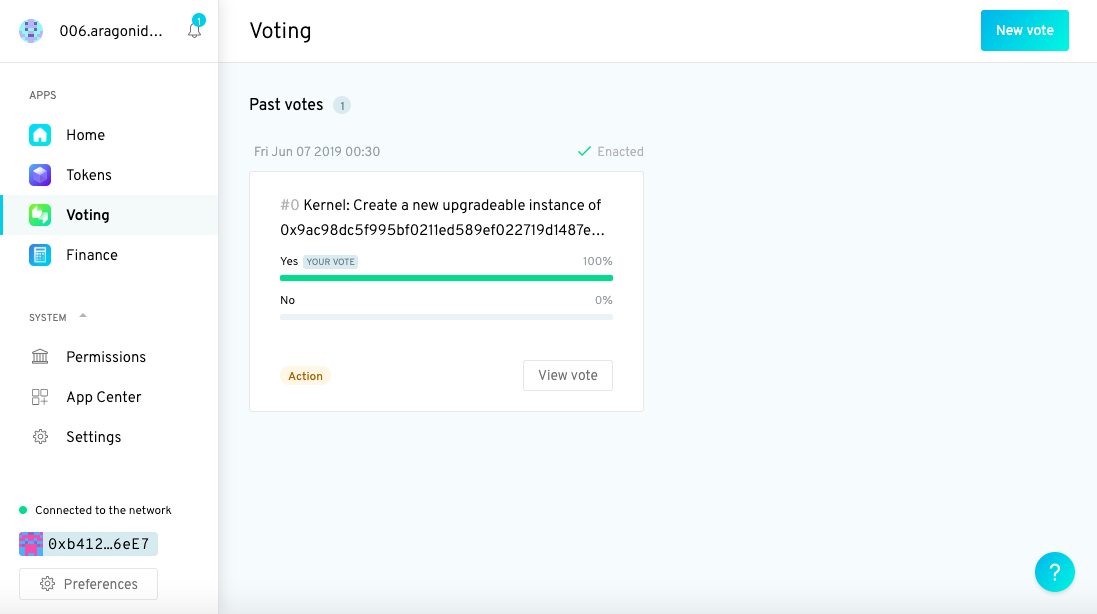 006.aragonid...
1
Voting
New vote
APPS
Home
Tokens
Voting
Finance
SYSTEM
Permissions
App Center
Settings
Connected to the network
0xb412…6eE7
Preferences
Past votes 1
Fri Jun 07 2019 00:30
Enacted
#0 Kernel: Create a new upgradeable instance of
0x9ac98dc5f995bf0211ed589ef022719d1487e...
Yes YOUR VOTE 100%
No 0%
Action
View vote
?